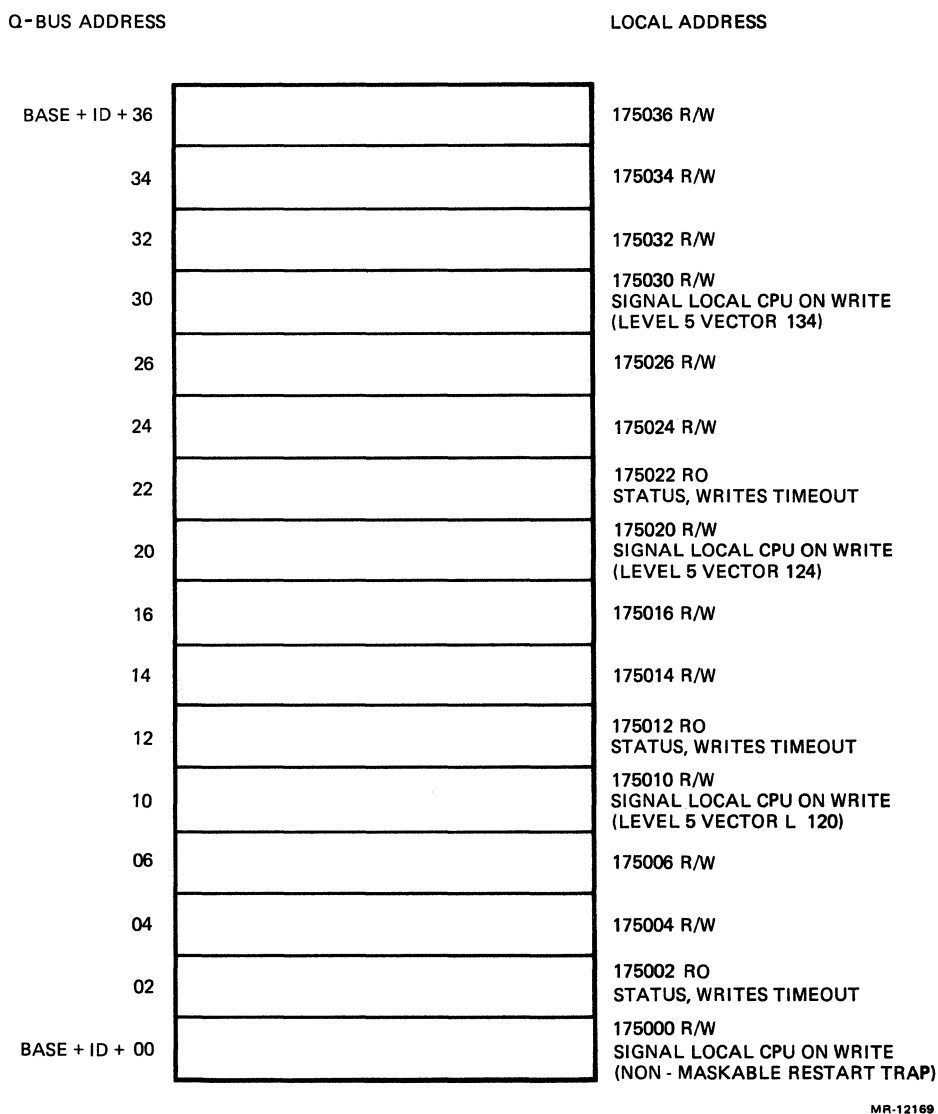 Q-BUS ADDRESS LOCAL ADDRESS
BASE + ID + 36 175036 R/W
34 175034 R/W
32 175032 R/W
175030 R/W
30 SIGNAL LOCAL CPU ON WRITE
(LEVEL 5 VECTOR 134)
26 175026 R/W
24 175024 R/W
175022 RO
22 STATUS, WRITES TIMEOUT
175020 R/W
20 SIGNAL LOCAL CPU ON WRITE
(LEVEL 5 VECTOR 124)
16 175016 R/W
14 175014 R/W
175012 RO
12 STATUS, WRITES TIMEOUT
175010 R/W
10 SIGNAL LOCAL CPU ON WRITE
(LEVEL 5 VECTOR L 120)
06 175006 R/W
04 175004 R/W
175002 RO
02 STATUS, WRITES TIMEOUT
175000 R/W
BASE + ID + 00 SIGNAL LOCAL CPU ON WRITE
(NON - MASKABLE RESTART TRAP)
MR-12169